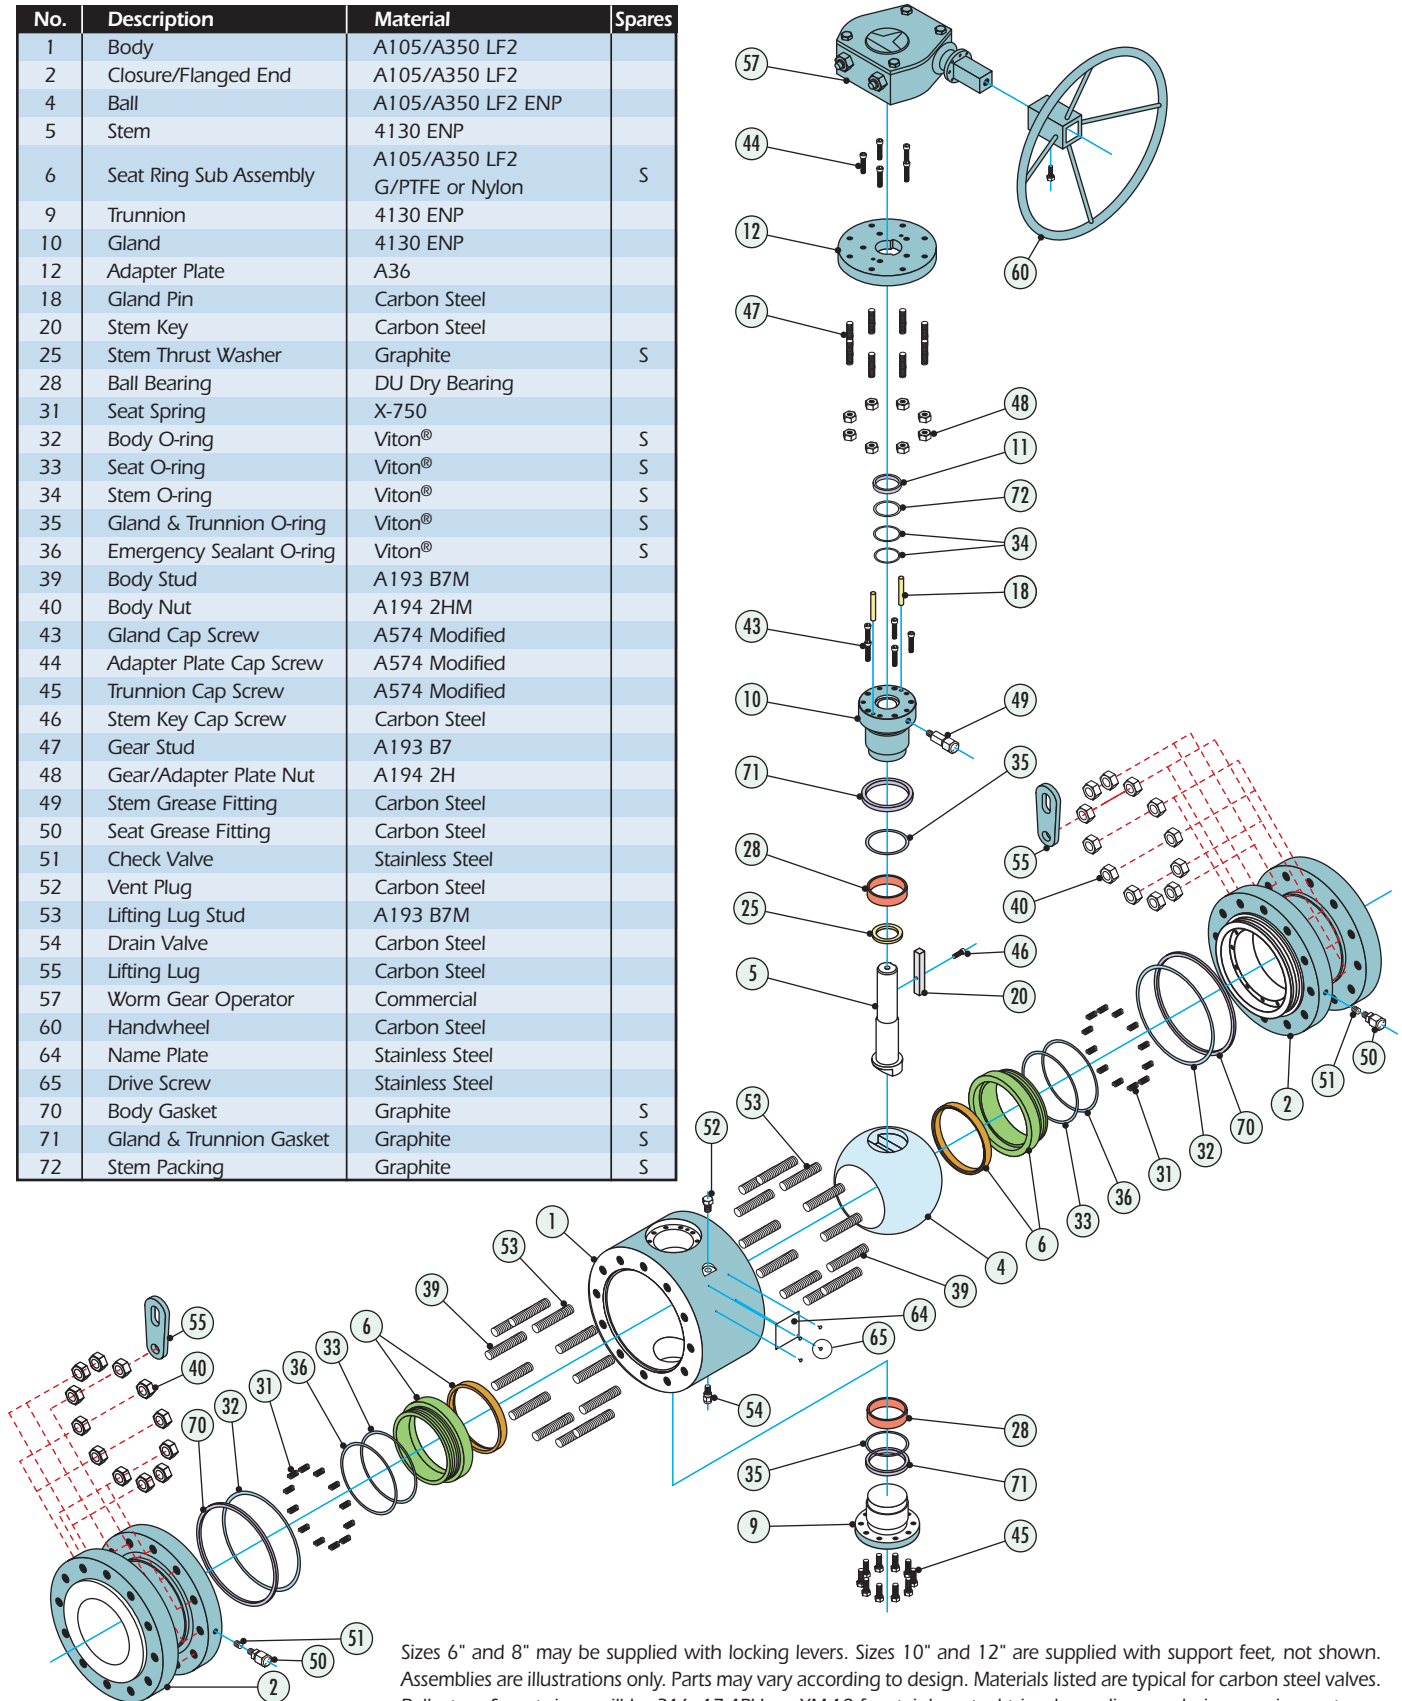 No. Description Material Spares
1 Body A105/A350 LF2
2 Closure/Flanged End A105/A350 LF2
4 Ball A105/A350 LF2 ENP
5 Stem 4130 ENP
6 Seat Ring Sub Assembly A105/A350 LF2 G/PTFE or Nylon S
9 Trunnion 4130 ENP
10 Gland 4130 ENP
12 Adapter Plate A36
18 Gland Pin Carbon Steel
20 Stem Key Carbon Steel
25 Stem Thrust Washer Graphite S
28 Ball Bearing DU Dry Bearing
31 Seat Spring X-750
32 Body O-ring Viton® S
33 Seat O-ring Viton® S
34 Stem O-ring Viton® S
35 Gland & Trunnion O-ring Viton® S
36 Emergency Sealant O-ring Viton® S
39 Body Stud A193 B7M
40 Body Nut A194 2HM
43 Gland Cap Screw A574 Modified
44 Adapter Plate Cap Screw A574 Modified
45 Trunnion Cap Screw A574 Modified
46 Stem Key Cap Screw Carbon Steel
47 Gear Stud A193 B7
48 Gear/Adapter Plate Nut A194 2H
49 Stem Grease Fitting Carbon Steel
50 Seat Grease Fitting Carbon Steel
51 Check Valve Stainless Steel
52 Vent Plug Carbon Steel
53 Lifting Lug Stud A193 B7M
54 Drain Valve Carbon Steel
55 Lifting Lug Carbon Steel
57 Worm Gear Operator Commercial
60 Handwheel Carbon Steel
64 Name Plate Stainless Steel
65 Drive Screw Stainless Steel
70 Body Gasket Graphite S
71 Gland & Trunnion Gasket Graphite S
72 Stem Packing Graphite S
57
44
12
60
47
48
11
72
34
18
43
10
49
71
35
28
55
25
40
46
5
20
50
51
2
70
53
52
32
31
36
33
6
4
1
53
39
39
64
65
55
6
33
36
40
31
32
70
54
28
35
71
9
45
51
50
2
Sizes 6" and 8" may be supplied with locking levers. Sizes 10" and 12" are supplied with support feet, not shown.
Assemblies are illustrations only. Parts may vary according to design. Materials listed are typical for carbon steel valves.